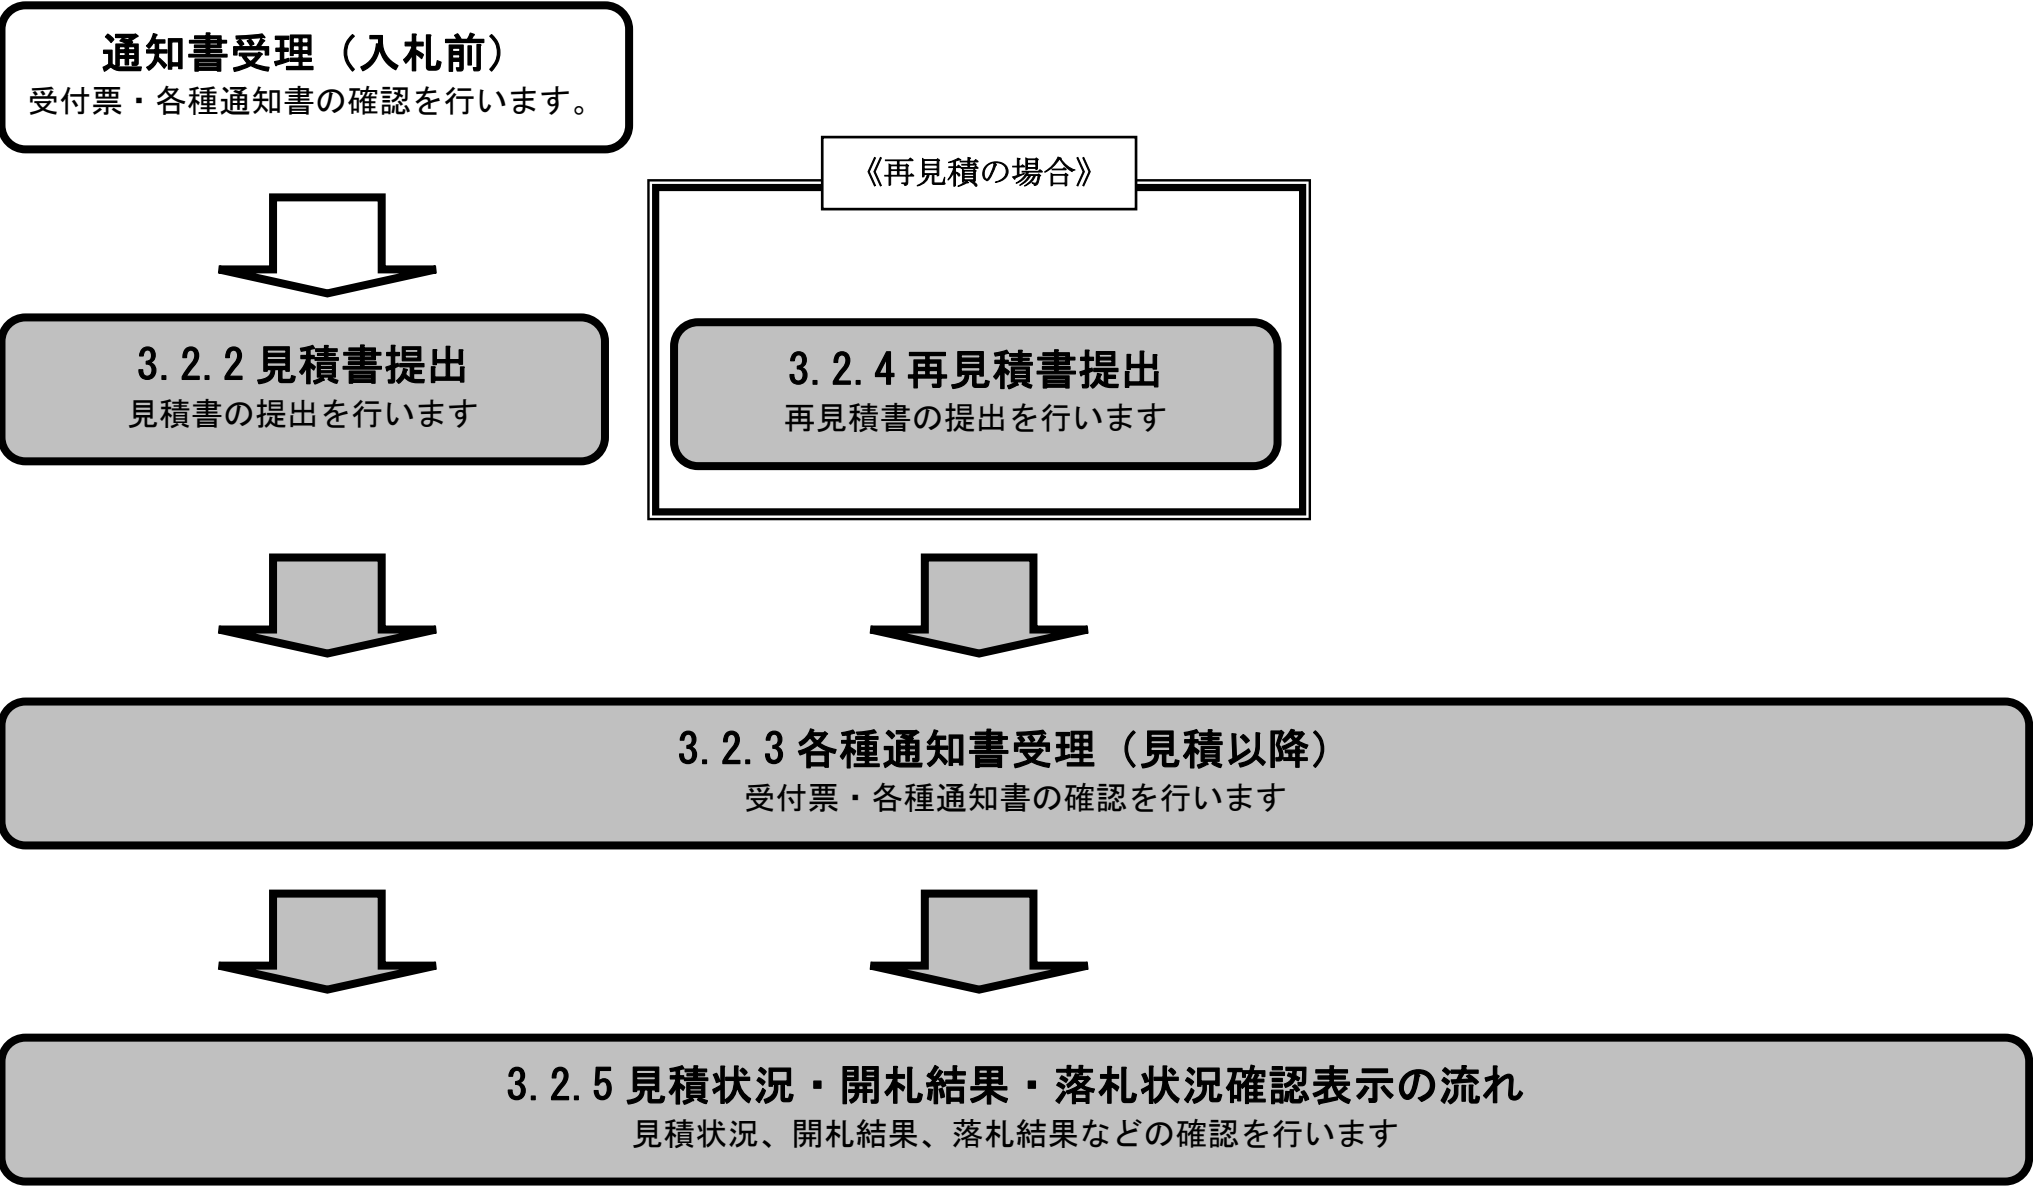 通知書受理（入札前）
受付票・各種通知書の確認を行います。
《再見積の場合》
3.2.2 見積書提出
見積書の提出を行います
3.2.4 再見積書提出
再見積書の提出を行います
3.2.3 各種通知書受理（見積以降）
受付票・各種通知書の確認を行います
3.2.5 見積状況・開札結果・落札状況確認表示の流れ
見積状況、開札結果、落札結果などの確認を行います